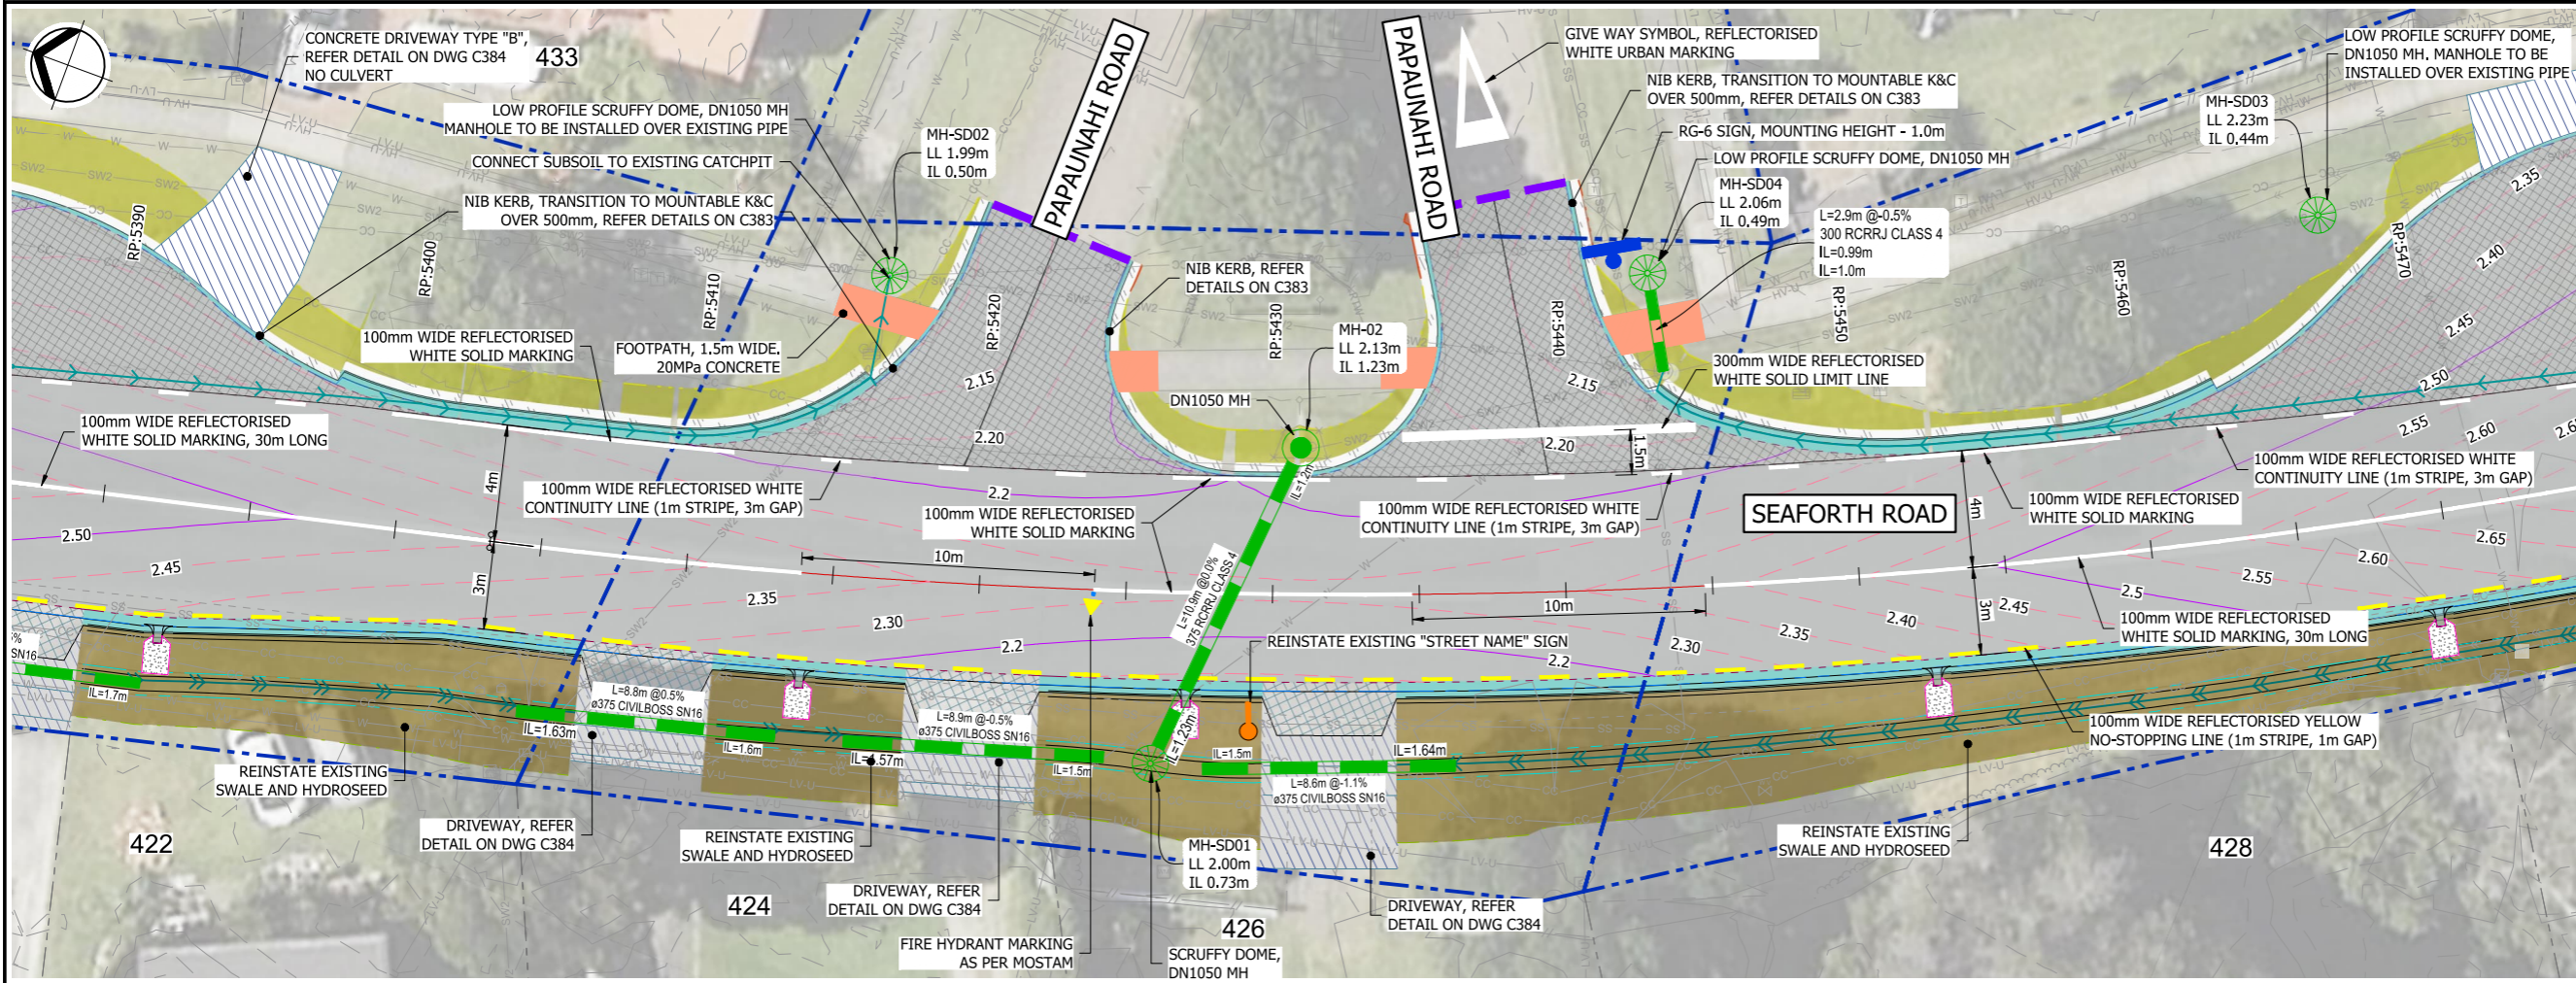 CONCRETE DRIVEWAY TYPE "B",
REFER DETAIL ON DWG C384
NO CULVERT
433
LOW PROFILE SCRUFFY DOME, DN1050 MH
MANHOLE TO BE INSTALLED OVER EXISTING PIPE
CONNECT SUBSOIL TO EXISTING CATCHPIT
NIB KERB, TRANSITION TO MOUNTABLE K&C
OVER 500mm, REFER DETAILS ON C383
MH-SD02
LL 1.99m
IL 0.50m
PAPAUNAHI ROAD
PAPAUNAHI ROAD
GIVE WAY SYMBOL, REFLECTORISED
WHITE URBAN MARKING
NIB KERB, TRANSITION TO MOUNTABLE K&C
OVER 500mm, REFER DETAILS ON C383
RG-6 SIGN, MOUNTING HEIGHT - 1.0m
LOW PROFILE SCRUFFY DOME, DN1050 MH
MH-SD04
LL 2.06m
IL 0.49m
L=2.9m @-0.5%
300 RCRRJ CLASS 4
IL=0.99m
IL=1.0m
MH-SD03
LL 2.23m
IL 0.44m
LOW PROFILE SCRUFFY DOME,
DN1050 MH. MANHOLE TO BE
INSTALLED OVER EXISTING PIPE
RP:5390
RP:5400
RP:5410
RP:5420
RP:5430
RP:5440
RP:5450
RP:5460
RP:5470
2.35
2.40
2.45
2.50
2.55
2.60
NIB KERB, REFER
DETAILS ON C383
MH-02
LL 2.13m
IL 1.23m
DN1050 MH
100mm WIDE REFLECTORISED
WHITE SOLID MARKING
FOOTPATH, 1.5m WIDE.
20MPa CONCRETE
2.15
2.20
2.15
2.20
1.5m
300mm WIDE REFLECTORISED
WHITE SOLID LIMIT LINE
100mm WIDE REFLECTORISED
WHITE SOLID MARKING, 30m LONG
4m
3m
100mm WIDE REFLECTORISED WHITE
CONTINUITY LINE (1m STRIPE, 3m GAP)
2.2
100mm WIDE REFLECTORISED
WHITE SOLID MARKING
IL=1.2m
100mm WIDE REFLECTORISED WHITE
CONTINUITY LINE (1m STRIPE, 3m GAP)
SEAFORTH ROAD
100mm WIDE REFLECTORISED
WHITE SOLID MARKING
100mm WIDE REFLECTORISED WHITE
CONTINUITY LINE (1m STRIPE, 3m GAP)
4m
3m
2.50
2.45
10m
2.35
2.30
L=10.9m @0.0%
375 RCRRJ CLASS 4
10m
2.65
2.60
2.55
2.5
2.45
2.40
2.35
2.30
2.2
2.2
REINSTATE EXISTING "STREET NAME" SIGN
100mm WIDE REFLECTORISED
WHITE SOLID MARKING, 30m LONG
SN16
IL=1.7m
IL=1.63m
L=8.8m @0.5%
ø375 CIVILBOSS SN16
IL=1.6m
IL=1.57m
L=8.9m @-0.5%
ø375 CIVILBOSS SN16
IL=1.5m
IL=1.23m
IL=1.5m
L=8.6m @-1.1%
ø375 CIVILBOSS SN16
IL=1.64m
100mm WIDE REFLECTORISED YELLOW
NO-STOPPING LINE (1m STRIPE, 1m GAP)
REINSTATE EXISTING
SWALE AND HYDROSEED
DRIVEWAY, REFER
DETAIL ON DWG C384
REINSTATE EXISTING
SWALE AND HYDROSEED
DRIVEWAY, REFER
DETAIL ON DWG C384
MH-SD01
LL 2.00m
IL 0.73m
DRIVEWAY, REFER
DETAIL ON DWG C384
REINSTATE EXISTING
SWALE AND HYDROSEED
422
424
426
428
FIRE HYDRANT MARKING
AS PER MOSTAM
SCRUFFY DOME,
DN1050 MH